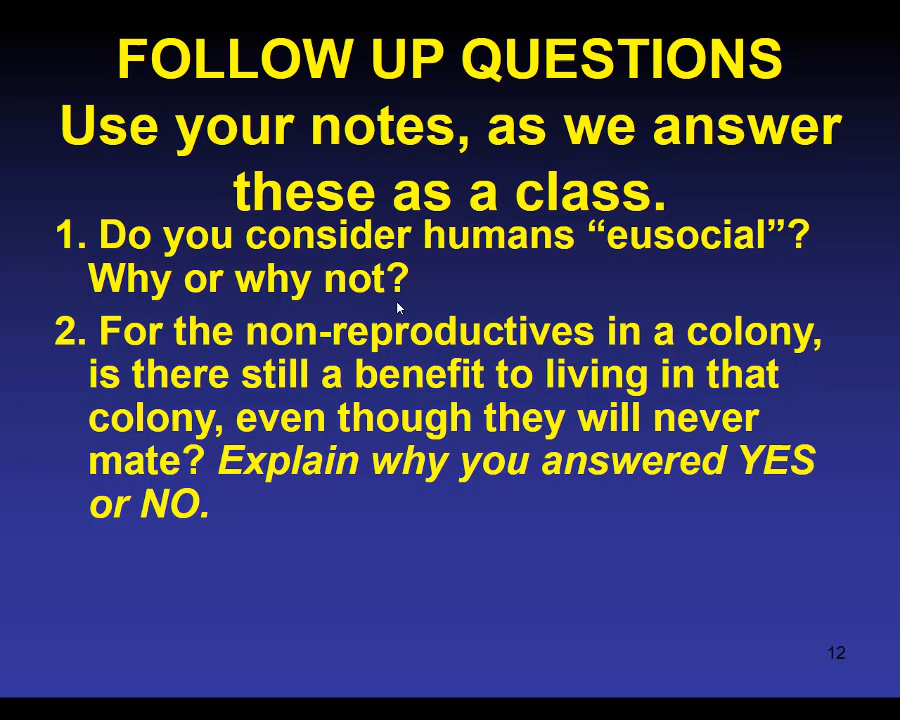 FOLLOW UP QUESTIONS
Use your notes, as we answer
these as a class.
1. Do you consider humans “eusocial”?
Why or why not?
2. For the non-reproductives in a colony,
is there still a benefit to living in that
colony, even though they will never
mate? Explain why you answered YES
or NO.
12